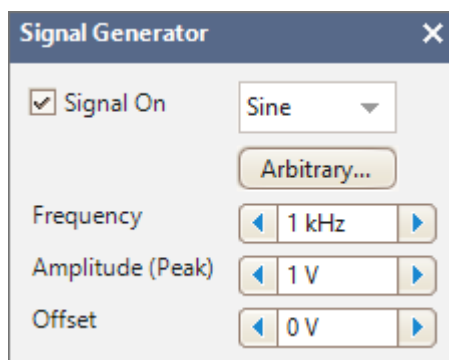 Signal Generator
Signal On Sine
Arbitrary...
Frequency 1 kHz
Amplitude (Peak) 1 V
Offset 0 V